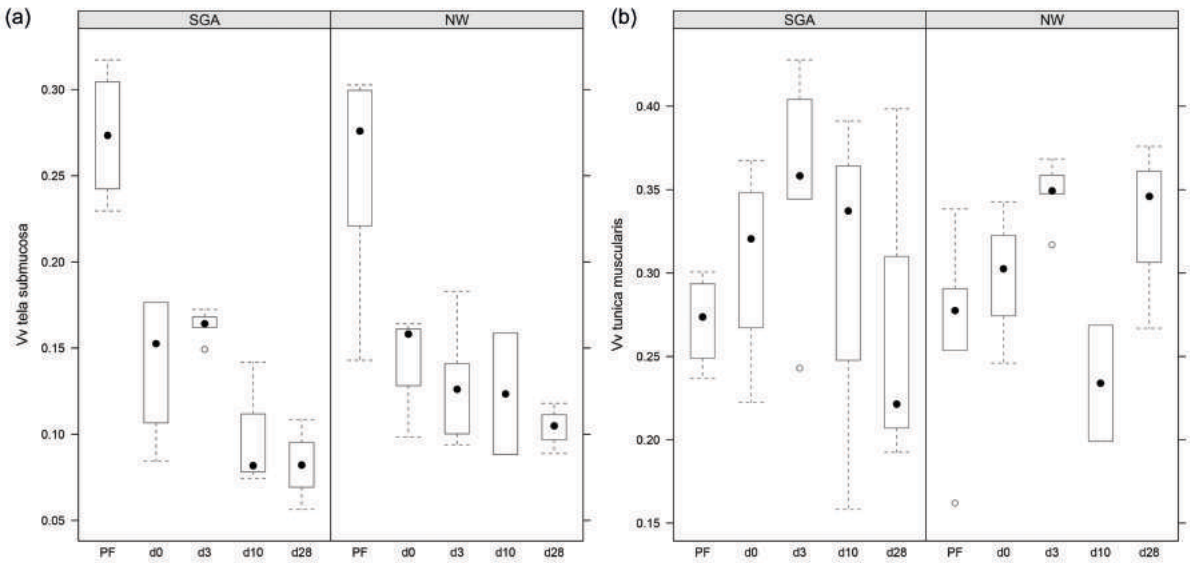 (a)
SGA
NW
Vv tela submucosa
0.30
0.25
0.20
0.15
0.10
0.05
PF d0 d3 d10 d28 PF d0 d3 d10 d28
(b)
SGA
NW
Vv tunica muscularis
0.40
0.35
0.30
0.25
0.20
0.15
PF d0 d3 d10 d28 PF d0 d3 d10 d28